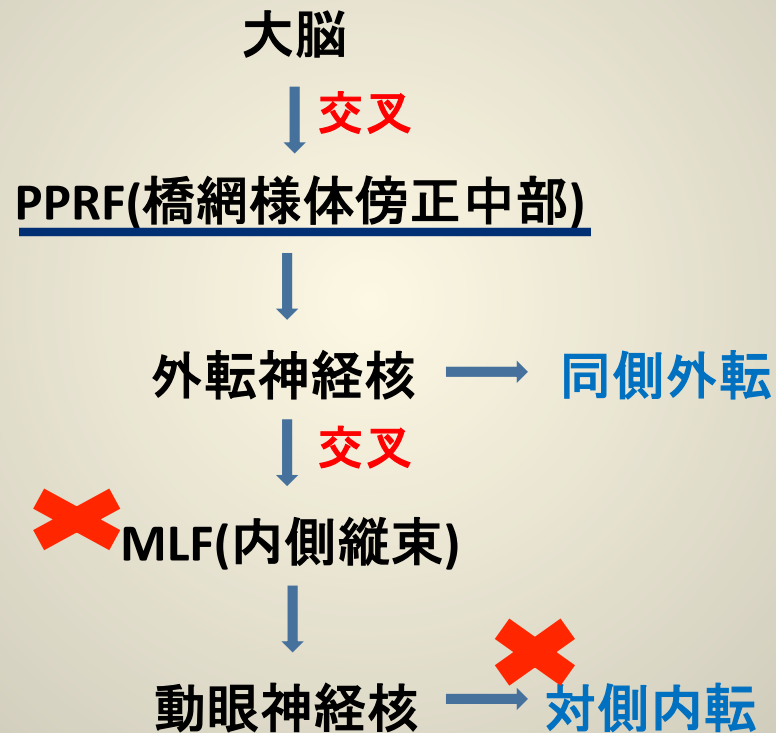 大脳
交叉
PPRF(橋網様体傍正中部)
外転神経核
同側外転
交叉
MLF(内側縦束)
動眼神経核
対側内転